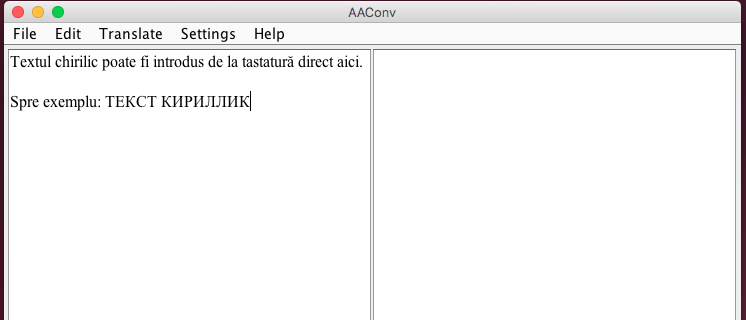 AAConv
File Edit Translate Settings Help
Textul chirilic poate fi introdus de la tastatură direct aici.
Spre exemplu: ТЕКСТ КИРИЛЛИК